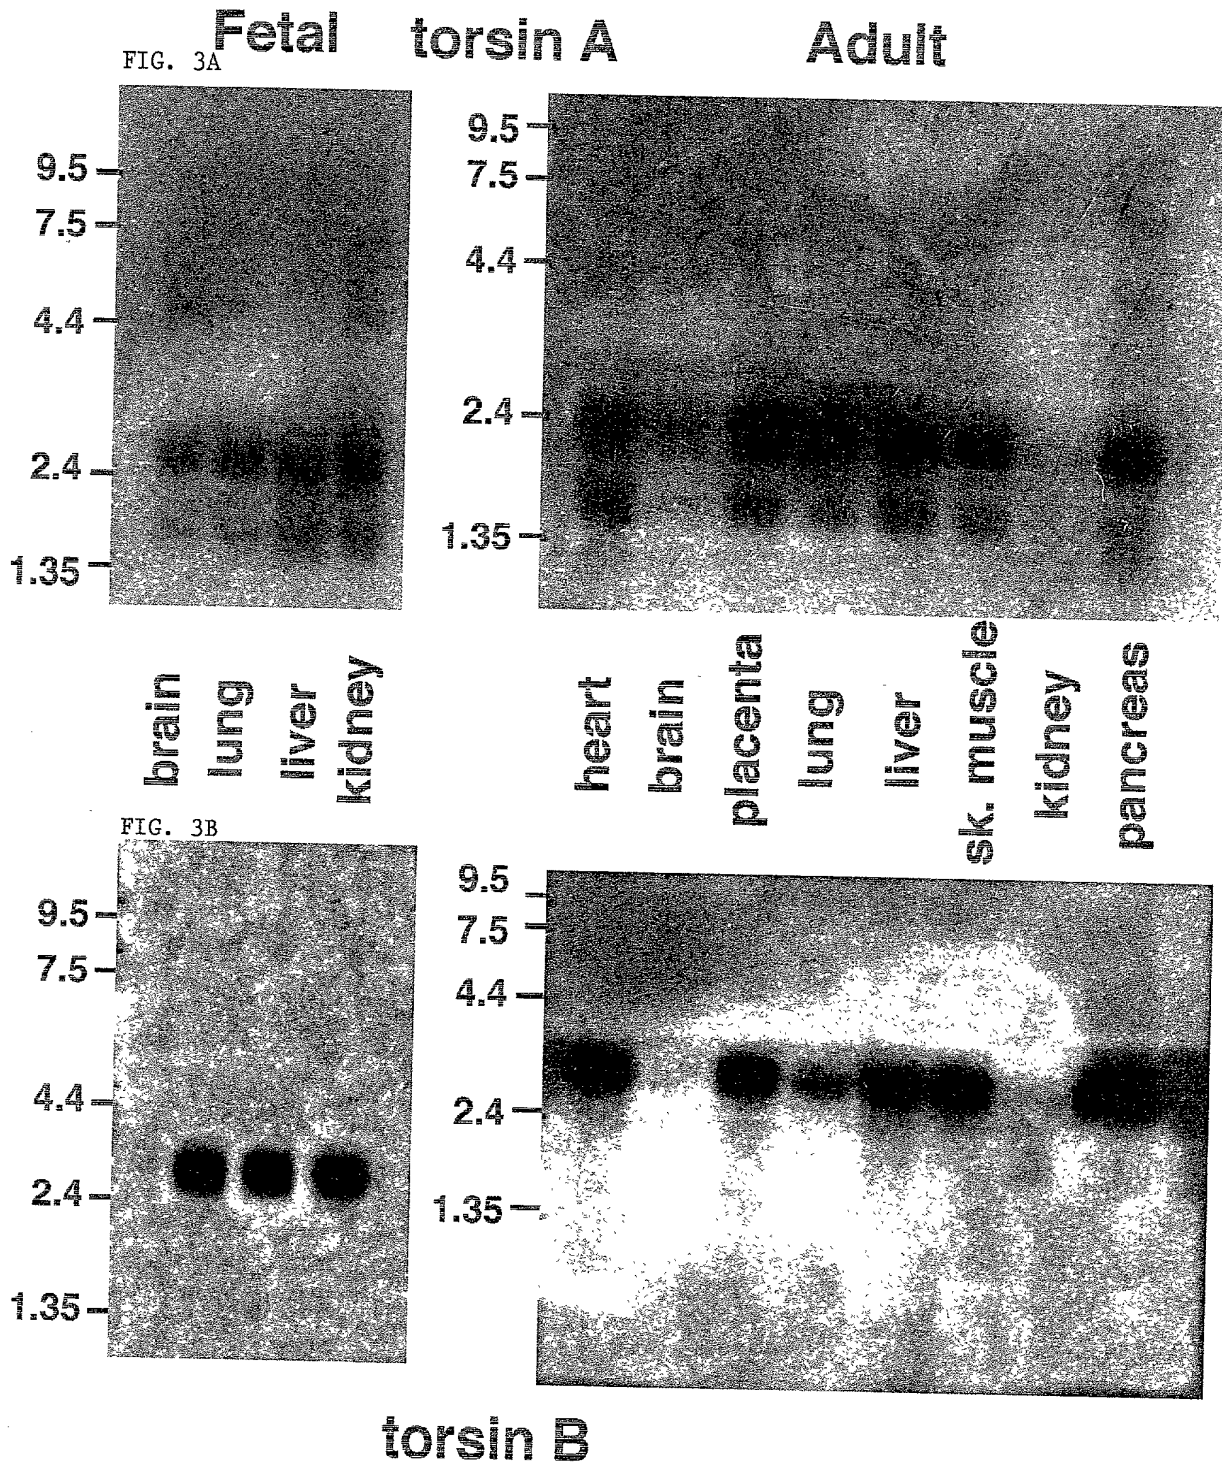 Fetal torsin A Adult
FIG. 3A
9.5
7.5
4.4
2.4
1.35
9.5
7.5
4.4
2.4
1.35
brain
lung
liver
kidney
heart
brain
placenta
lung
liver
sk. muscle
kidney
pancreas
FIG. 3B
9.5
7.5
4.4
2.4
1.35
9.5
7.5
4.4
2.4
1.35
torsin B